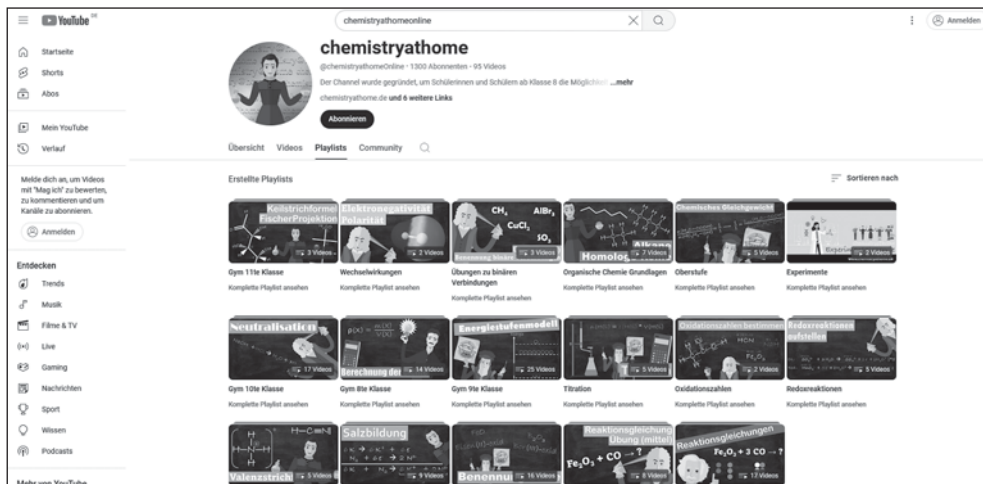 YouTube DE
chemistryathomeonline
Anmelden
Startseite
Shorts
Abos
Mein YouTube
Verlauf
Melde dich an, um Videos
mit "Mag ich" zu bewerten,
zu kommentieren und um
Kanäle zu abonnieren.
Anmelden
Entdecken
Trends
Musik
Filme & TV
Live
Gaming
Nachrichten
Sport
Wissen
Podcasts
Mehr von YouTube
chemistryathome
@chemistryathomeOnline · 1300 Abonnenten · 95 Videos
Der Channel wurde gegründet, um Schülerinnen und Schülern ab Klasse 8 die Möglichkeit ...mehr
chemistryathome.de und 6 weitere Links
Abonnieren
Übersicht Videos Playlists Community
Erstellte Playlists
Sortieren nach
Keilstrichformel
FischerProjektion
3 Videos
Gym 11te Klasse
Komplette Playlist ansehen
Elektronegativität
Polarität
2 Videos
Wechselwirkungen
Komplette Playlist ansehen
CH₄ AlBr₃
CuCl₂
SO₃
Benennung binäre
3 Videos
Übungen zu binären
Verbindungen
Komplette Playlist ansehen
Alkane
Homolog
7 Videos
Organische Chemie Grundlagen
Komplette Playlist ansehen
Chemisches Gleichgewicht
5 Videos
Oberstufe
Komplette Playlist ansehen
2 Videos
Experimente
Komplette Playlist ansehen
Neutralisation
17 Videos
Gym 10te Klasse
Komplette Playlist ansehen
Berechnung der
14 Videos
Gym 8te Klasse
Komplette Playlist ansehen
Energiestufenmodell
25 Videos
Gym 9te Klasse
Komplette Playlist ansehen
5 Videos
Titration
Komplette Playlist ansehen
Oxidationszahlen bestimmen
HCN
Fe₂O₃
2 Videos
Oxidationszahlen
Komplette Playlist ansehen
Redoxreaktionen
aufstellen
5 Videos
Redoxreaktionen
Komplette Playlist ansehen
H-C≡N
Valenzstrich
5 Videos
Salzbildung
9 Videos
Benennu
16 Videos
Reaktionsgleichung
Übung (mittel)
Fe₂O₃ + CO → ?
8 Videos
Reaktionsgleichungen
Fe₂O₃ + 3 CO → ?
17 Videos